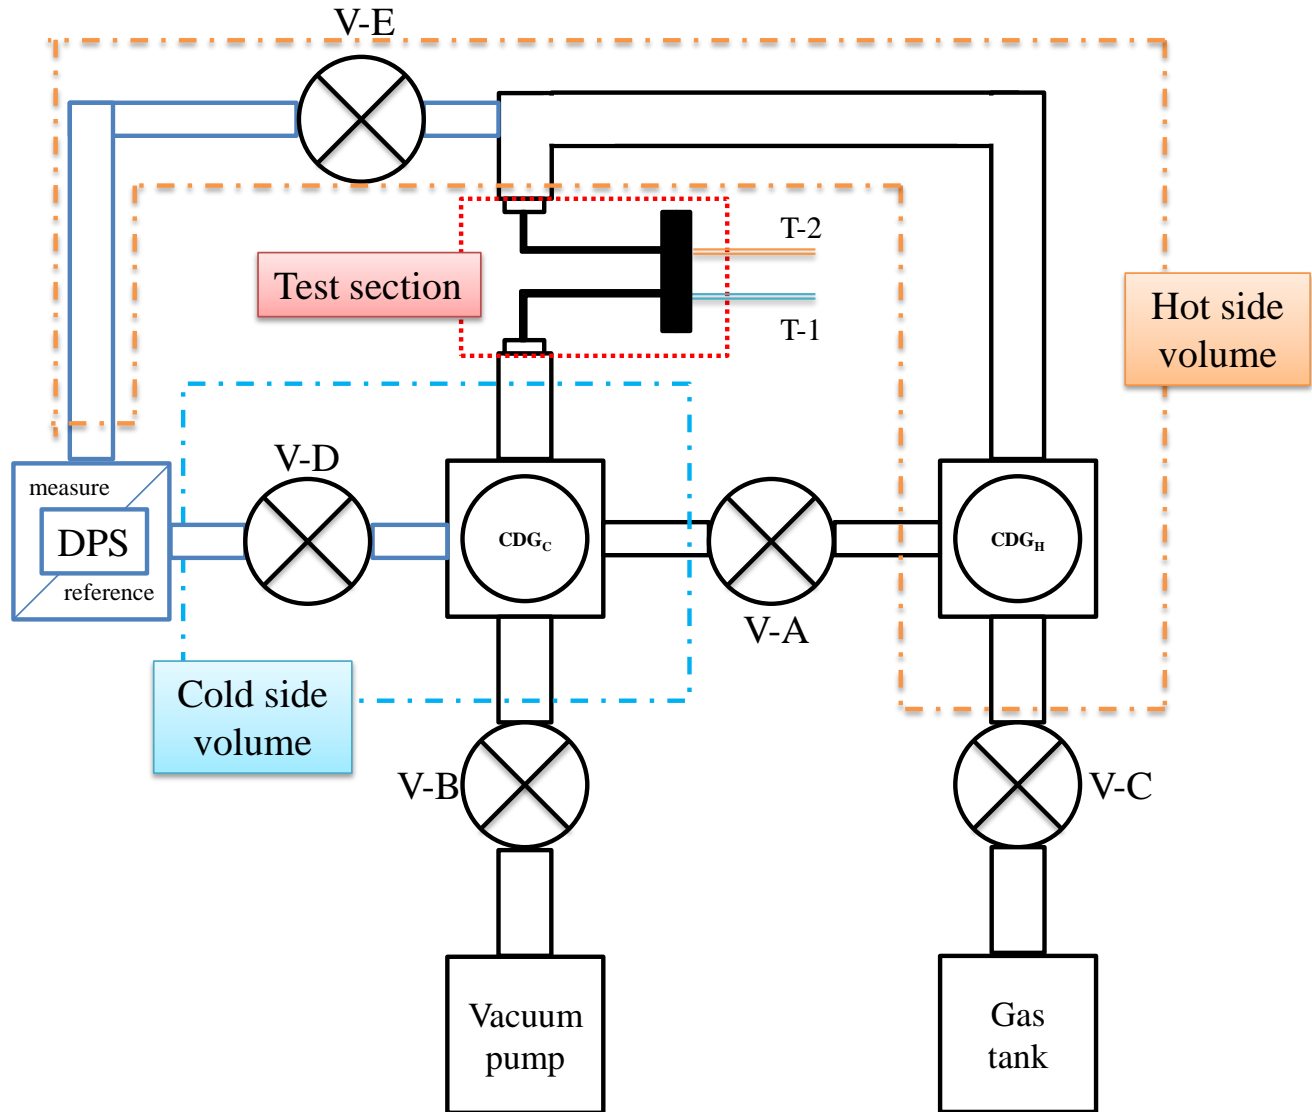 V-E
T-2
Test section
T-1
Hot side
volume
V-D
measure
DPS
reference
CDGC
CDGH
V-A
Cold side
volume
V-B
V-C
Vacuum
pump
Gas
tank